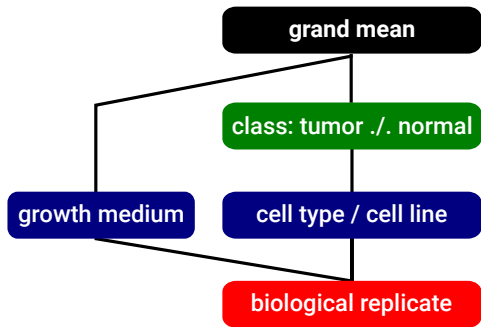 grand mean
class: tumor ./. normal
growth medium
cell type / cell line
biological replicate